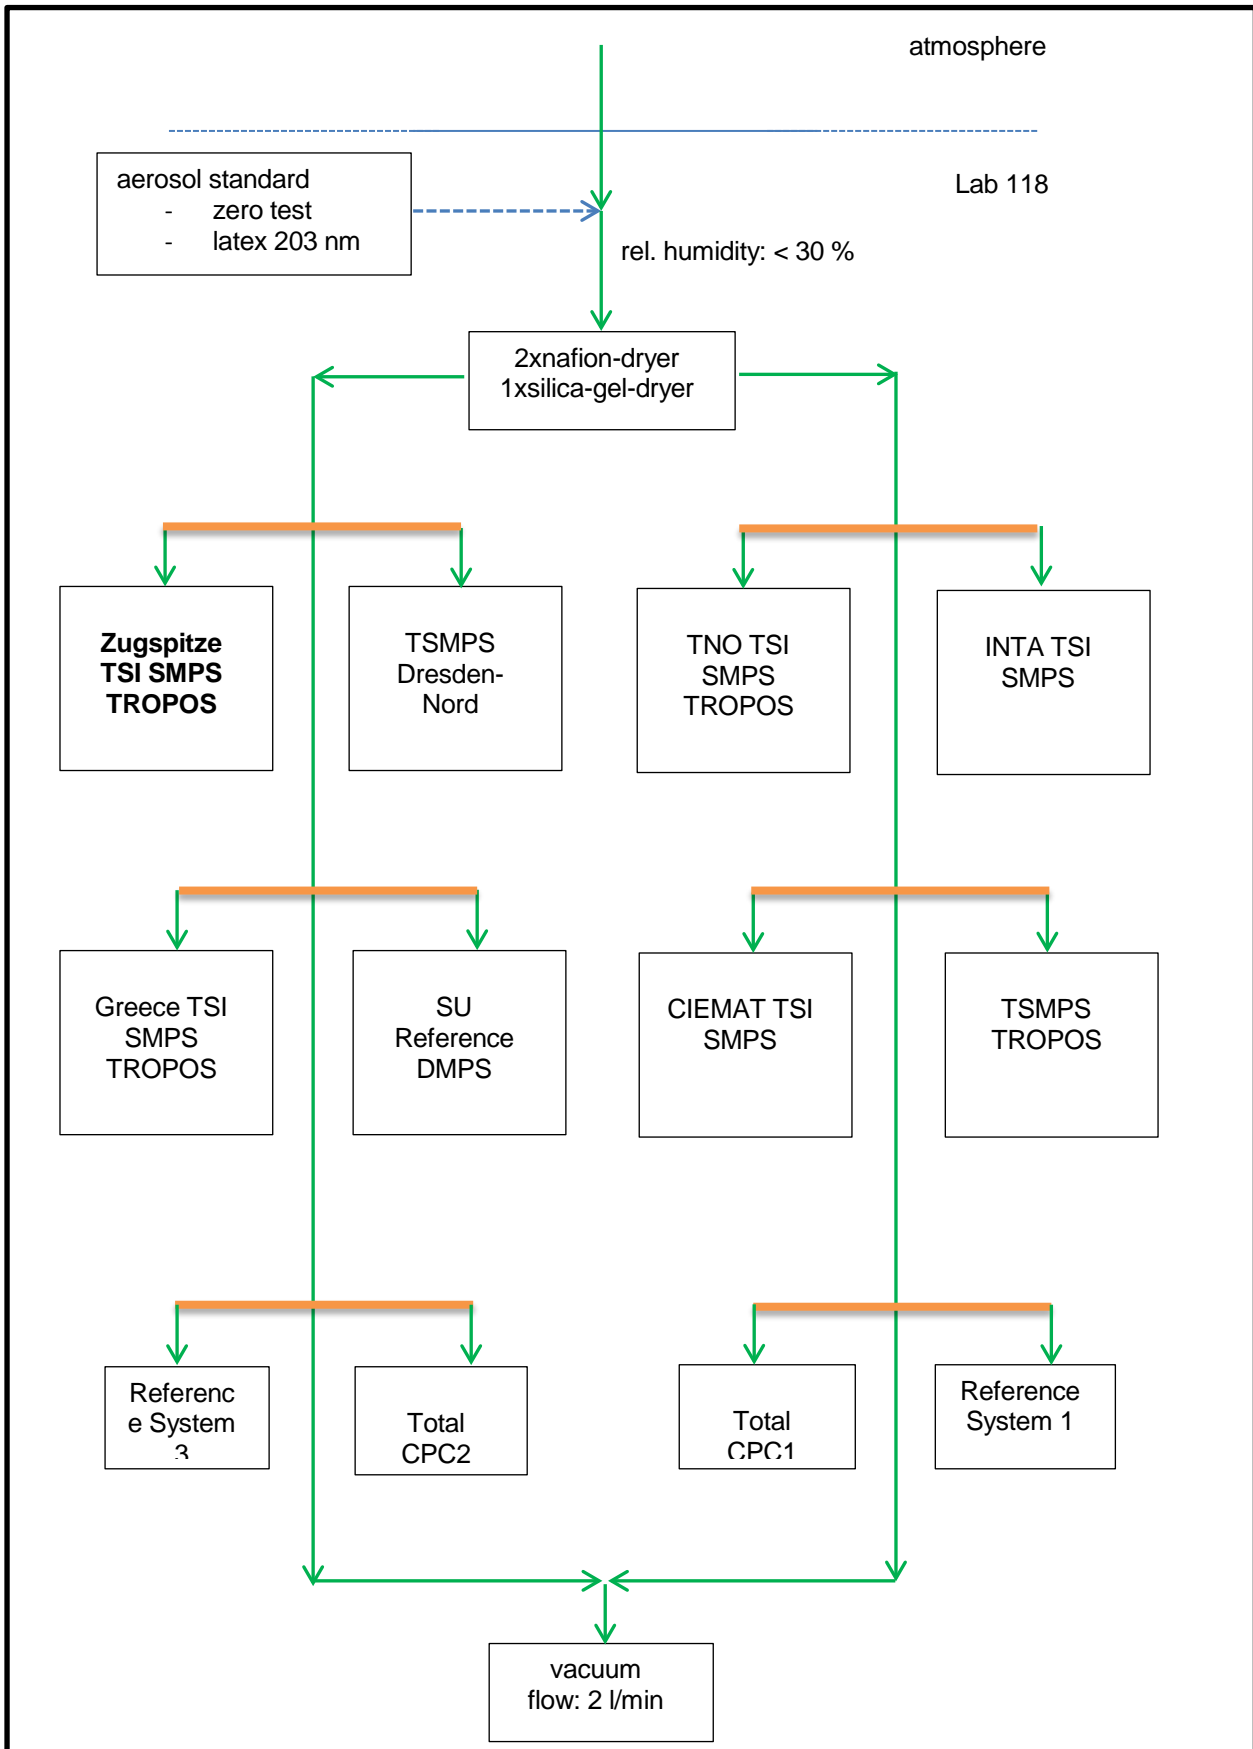 atmosphere
aerosol standard
- zero test
- latex 203 nm
Lab 118
rel. humidity: < 30 %
2xnafion-dryer
1xsilica-gel-dryer
Zugspitze
TSI SMPS
TROPOS
TSMPS
Dresden-
Nord
TNO TSI
SMPS
TROPOS
INTA TSI
SMPS
Greece TSI
SMPS
TROPOS
SU
Reference
DMPS
CIEMAT TSI
SMPS
TSMPS
TROPOS
Referenc
e System
3
Total
CPC2
Total
CPC1
Reference
System 1
vacuum
flow: 2 l/min